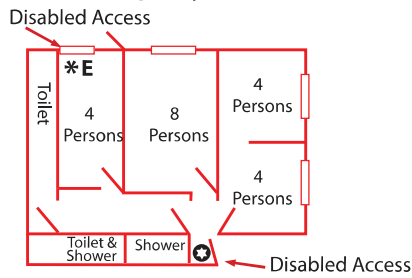 Disabled Access
*E
Toilet
4
Persons
8
Persons
4
Persons
4
Persons
Toilet &
Shower
Shower
Disabled Access